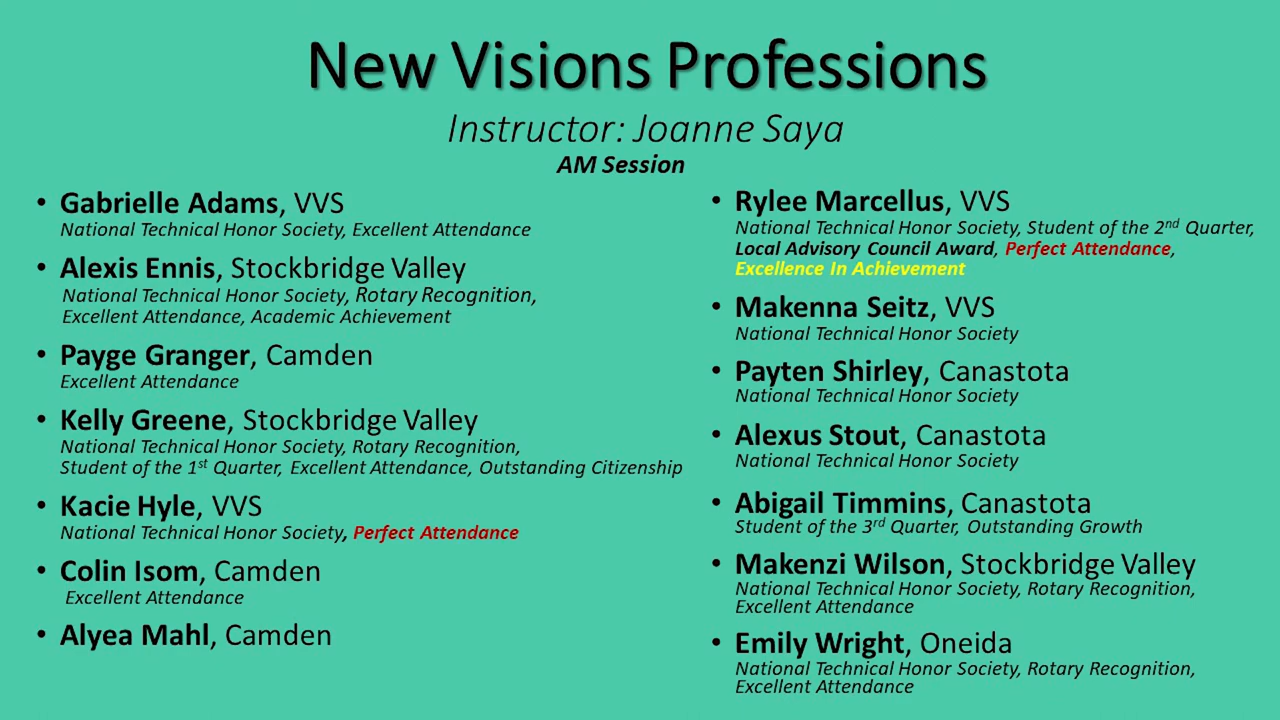 New Visions Professions
Instructor: Joanne Saya
AM Session
• Gabrielle Adams, VVS
National Technical Honor Society, Excellent Attendance
• Alexis Ennis, Stockbridge Valley
National Technical Honor Society, Rotary Recognition,
Excellent Attendance, Academic Achievement
• Payge Granger, Camden
Excellent Attendance
• Kelly Greene, Stockbridge Valley
National Technical Honor Society, Rotary Recognition,
Student of the 1st Quarter, Excellent Attendance, Outstanding Citizenship
• Kacie Hyle, VVS
National Technical Honor Society, Perfect Attendance
• Colin Isom, Camden
Excellent Attendance
• Alyea Mahl, Camden
• Rylee Marcellus, VVS
National Technical Honor Society, Student of the 2nd Quarter,
Local Advisory Council Award, Perfect Attendance,
Excellence In Achievement
• Makenna Seitz, VVS
National Technical Honor Society
• Payten Shirley, Canastota
National Technical Honor Society
• Alexus Stout, Canastota
National Technical Honor Society
• Abigail Timmins, Canastota
Student of the 3rd Quarter, Outstanding Growth
• Makenzi Wilson, Stockbridge Valley
National Technical Honor Society, Rotary Recognition,
Excellent Attendance
• Emily Wright, Oneida
National Technical Honor Society, Rotary Recognition,
Excellent Attendance